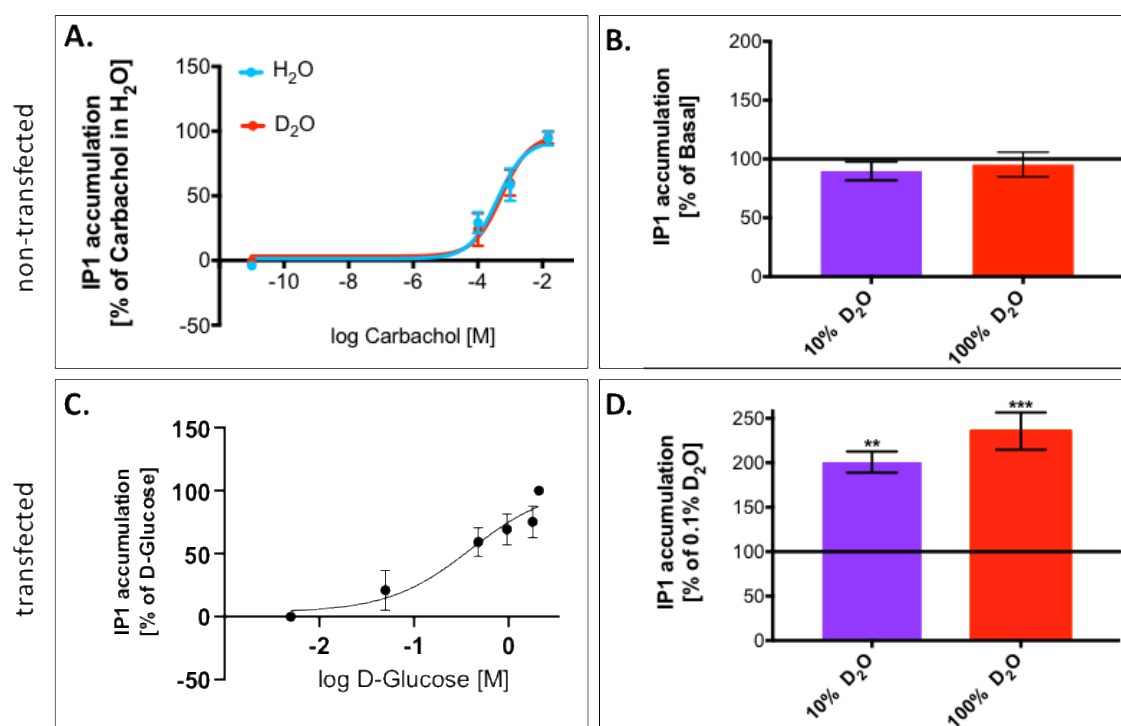 non-transfected
A.
H₂O
D₂O
IP1 accumulation
[% of Carbachol in H₂O]
150
100
50
0
-50
-10
-8
-6
-4
-2
log Carbachol [M]
B.
IP1 accumulation
[% of Basal]
200
150
100
50
0
10% D₂O
100% D₂O
transfected
C.
IP1 accumulation
[% of D-Glucose]
150
100
50
0
-50
-2
-1
0
log D-Glucose [M]
D.
IP1 accumulation
[% of 0.1% D₂O]
250
200
150
100
50
0
**
***
10% D₂O
100% D₂O